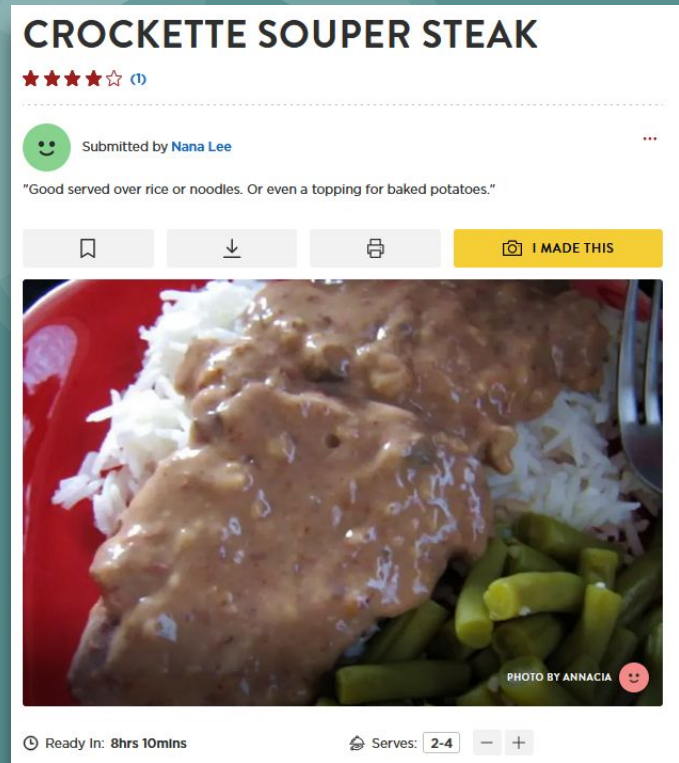 CROCKETTE SOUPER STEAK
(1)
Submitted by Nana Lee
"Good served over rice or noodles. Or even a topping for baked potatoes."
I MADE THIS
PHOTO BY ANNACIA
Ready In: 8hrs 10mins
Serves: 2-4